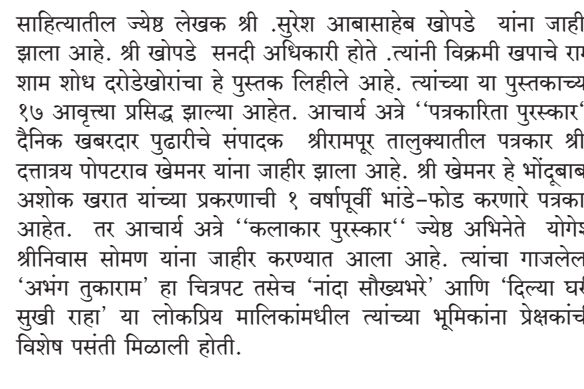 साहित्यातील ज्येष्ठ लेखक श्री .सुरेश आबासाहेब खोपडे यांना जाही
झाला आहे. श्री खोपडे सनदी अधिकारी होते .त्यांनी विक्रमी खपाचे राम
शाम शोध दरोडेखोरांचा हे पुस्तक लिहीले आहे. त्यांच्या या पुस्तकाच्य
१७ आवृत्त्या प्रसिद्ध झाल्या आहेत. आचार्य अत्रे ‘‘पत्रकारिता पुरस्कार‘
दैनिक खबरदार पुढारीचे संपादक श्रीरामपूर तालुक्यातील पत्रकार श्री
दत्तात्रय पोपटराव खेमनर यांना जाहीर झाला आहे. श्री खेमनर हे भोंदूबाब
अशोक खरात यांच्या प्रकरणाची १ वर्षापूर्वी भांडे-फोड करणारे पत्रका
आहेत. तर आचार्य अत्रे ‘‘कलाकार पुरस्कार‘‘ ज्येष्ठ अभिनेते योगेश
श्रीनिवास सोमण यांना जाहीर करण्यात आला आहे. त्यांचा गाजलेल
‘अभंग तुकाराम’ हा चित्रपट तसेच ‘नांदा सौख्यभरे’ आणि ‘दिल्या घरी
सुखी राहा’ या लोकप्रिय मालिकांमधील त्यांच्या भूमिकांना प्रेक्षकांची
विशेष पसंती मिळाली होती.